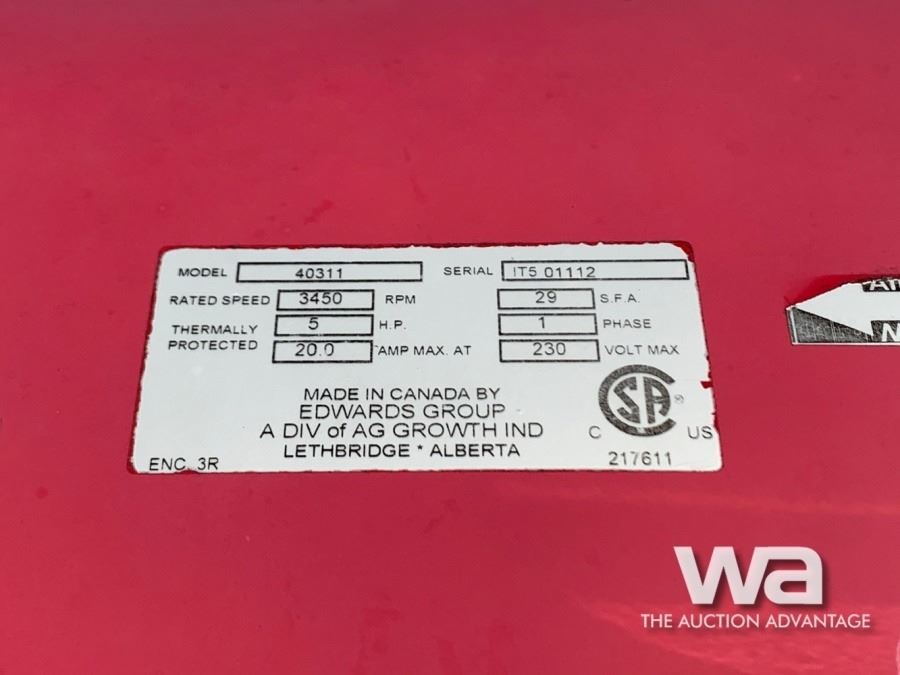 MODEL 40311 SERIAL IT5 01112
RATED SPEED 3450 RPM 29 S.F.A.
THERMALLY PROTECTED 5 H.P. 1 PHASE
20.0 AMP MAX. AT 230 VOLT MAX
MADE IN CANADA BY
EDWARDS GROUP
A DIV of AG GROWTH IND
LETHBRIDGE * ALBERTA
ENC 3R
C SA ® US
217611
wa
THE AUCTION ADVANTAGE